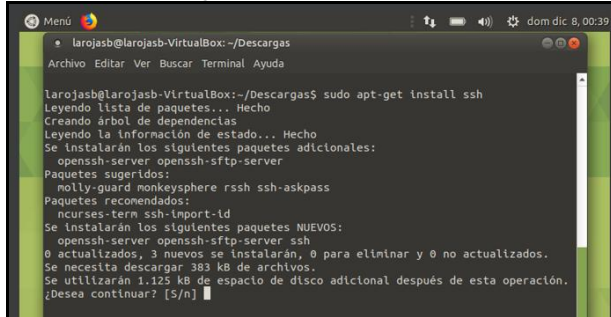 Menú dom dic 8, 00:39
larojasb@larojasb-VirtualBox: ~/Descargas
Archivo Editar Ver Buscar Terminal Ayuda
larojasb@larojasb-VirtualBox:~/Descargas$ sudo apt-get install ssh
Leyendo lista de paquetes... Hecho
Creando árbol de dependencias
Leyendo la información de estado... Hecho
Se instalarán los siguientes paquetes adicionales:
openssh-server openssh-sftp-server
Paquetes sugeridos:
molly-guard monkeysphere rssh ssh-askpass
Paquetes recomendados:
ncurses-term ssh-import-id
Se instalarán los siguientes paquetes NUEVOS:
openssh-server openssh-sftp-server ssh
0 actualizados, 3 nuevos se instalarán, 0 para eliminar y 0 no actualizados.
Se necesita descargar 383 kB de archivos.
Se utilizarán 1.125 kB de espacio de disco adicional después de esta operación.
¿Desea continuar? [S/n]